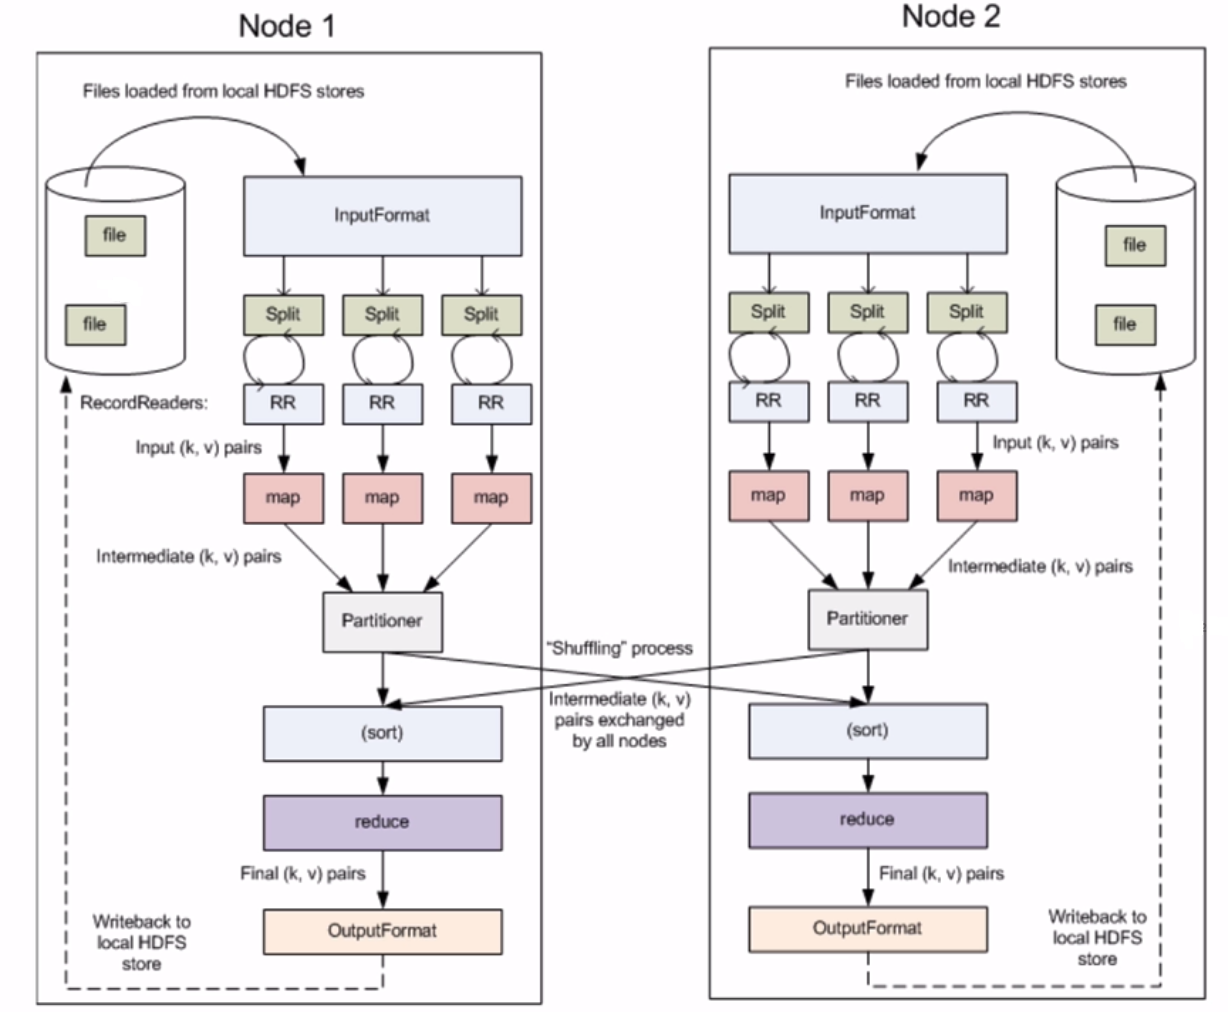 Node 1
Files loaded from local HDFS stores
InputFormat
file
file
Split
Split
Split
RecordReaders:
RR
RR
RR
Input (k, v) pairs
map
map
map
Intermediate (k, v) pairs
Partitioner
(sort)
reduce
Final (k, v) pairs
OutputFormat
Writeback to
local HDFS
store
"Shuffling" process
Intermediate (k, v)
pairs exchanged
by all nodes
Node 2
Files loaded from local HDFS stores
InputFormat
file
file
Split
Split
Split
RR
RR
RR
Input (k, v) pairs
map
map
map
Intermediate (k, v) pairs
Partitioner
(sort)
reduce
Final (k, v) pairs
OutputFormat
Writeback to
local HDFS
store